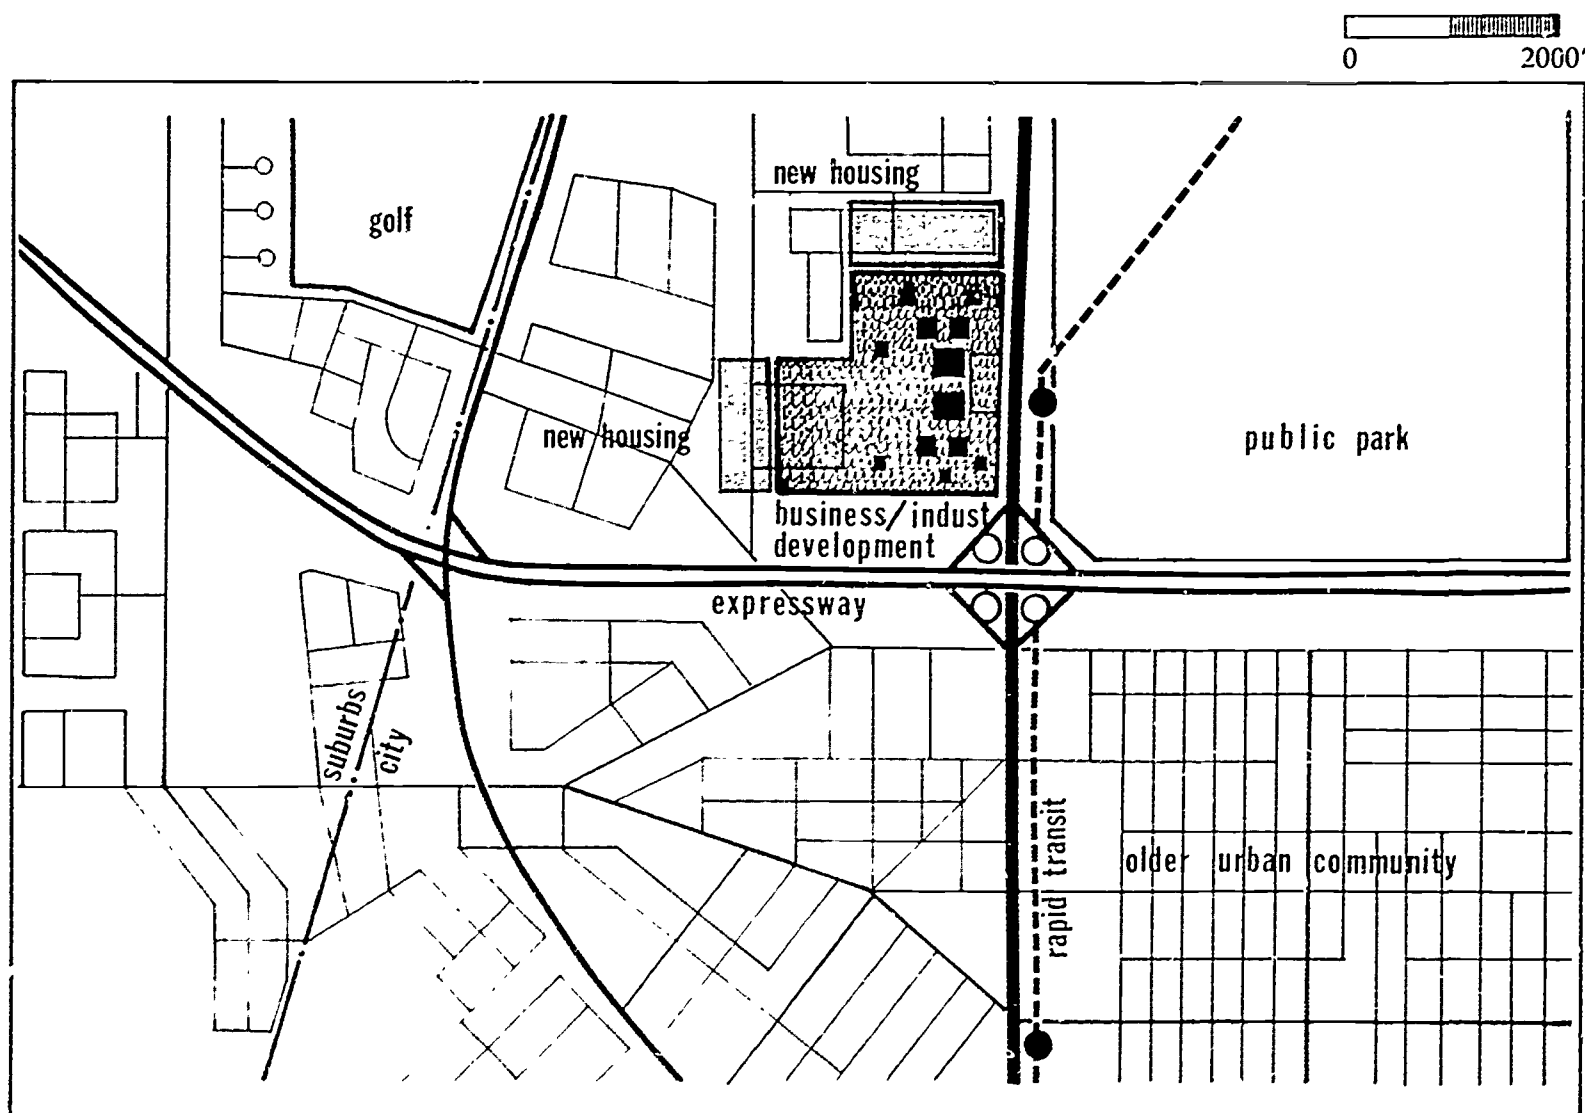 0 2000'
new housing
golf
public park
new housing
business/indust
development
expressway
suburbs
city
rapid transit
older urban community